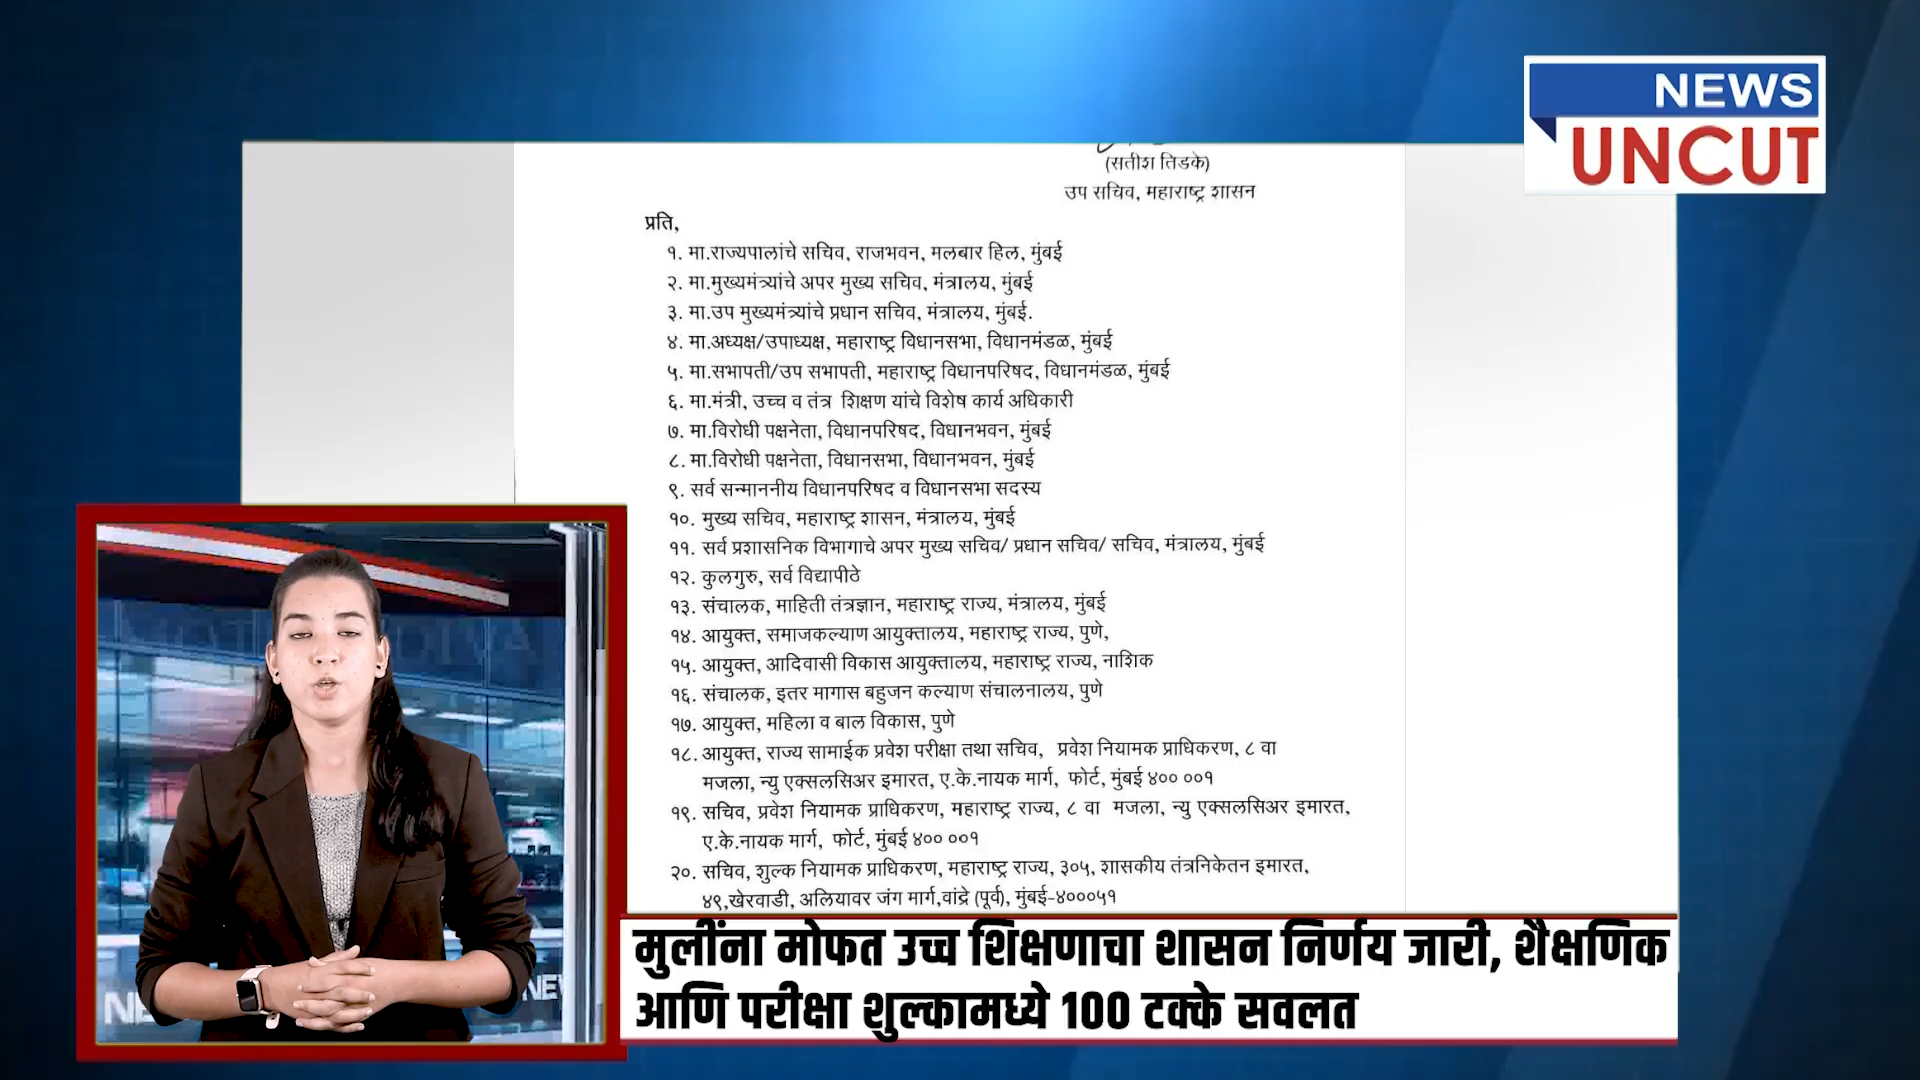 NEWS
UNCUT
(सतीश तिडके)
उप सचिव, महाराष्ट्र शासन
प्रति,
१. मा.राज्यपालांचे सचिव, राजभवन, मलबार हिल, मुंबई
२. मा.मुख्यमंत्र्यांचे अपर मुख्य सचिव, मंत्रालय, मुंबई
३. मा.उप मुख्यमंत्र्यांचे प्रधान सचिव, मंत्रालय, मुंबई.
४. मा.अध्यक्ष/उपाध्यक्ष, महाराष्ट्र विधानसभा, विधानमंडळ, मुंबई
५. मा.सभापती/उप सभापती, महाराष्ट्र विधानपरिषद, विधानमंडळ, मुंबई
६. मा.मंत्री, उच्च व तंत्र शिक्षण यांचे विशेष कार्य अधिकारी
७. मा.विरोधी पक्षनेता, विधानपरिषद, विधानभवन, मुंबई
८. मा.विरोधी पक्षनेता, विधानसभा, विधानभवन, मुंबई
९. सर्व सन्माननीय विधानपरिषद व विधानसभा सदस्य
१०. मुख्य सचिव, महाराष्ट्र शासन, मंत्रालय, मुंबई
११. सर्व प्रशासनिक विभागाचे अपर मुख्य सचिव/ प्रधान सचिव/ सचिव, मंत्रालय, मुंबई
१२. कुलगुरु, सर्व विद्यापीठे
१३. संचालक, माहिती तंत्रज्ञान, महाराष्ट्र राज्य, मंत्रालय, मुंबई
१४. आयुक्त, समाजकल्याण आयुक्तालय, महाराष्ट्र राज्य, पुणे,
१५. आयुक्त, आदिवासी विकास आयुक्तालय, महाराष्ट्र राज्य, नाशिक
१६. संचालक, इतर मागास बहुजन कल्याण संचालनालय, पुणे
१७. आयुक्त, महिला व बाल विकास, पुणे
१८. आयुक्त, राज्य सामाईक प्रवेश परीक्षा तथा सचिव, प्रवेश नियामक प्राधिकरण, ८ वा
मजला, न्यु एक्सलसिअर इमारत, ए.के.नायक मार्ग, फोर्ट, मुंबई ४०० ००१
१९. सचिव, प्रवेश नियामक प्राधिकरण, महाराष्ट्र राज्य, ८ वा मजला, न्यु एक्सलसिअर इमारत,
ए.के.नायक मार्ग, फोर्ट, मुंबई ४०० ००१
२०. सचिव, शुल्क नियामक प्राधिकरण, महाराष्ट्र राज्य, ३०५, शासकीय तंत्रनिकेतन इमारत,
४९,खेरवाडी, अलियावर जंग मार्ग,वांद्रे (पूर्व), मुंबई-४०००५१
मुलींना मोफत उच्च शिक्षणाचा शासन निर्णय जारी, शैक्षणिक
आणि परीक्षा शुल्कामध्ये 100 टक्के सवलत